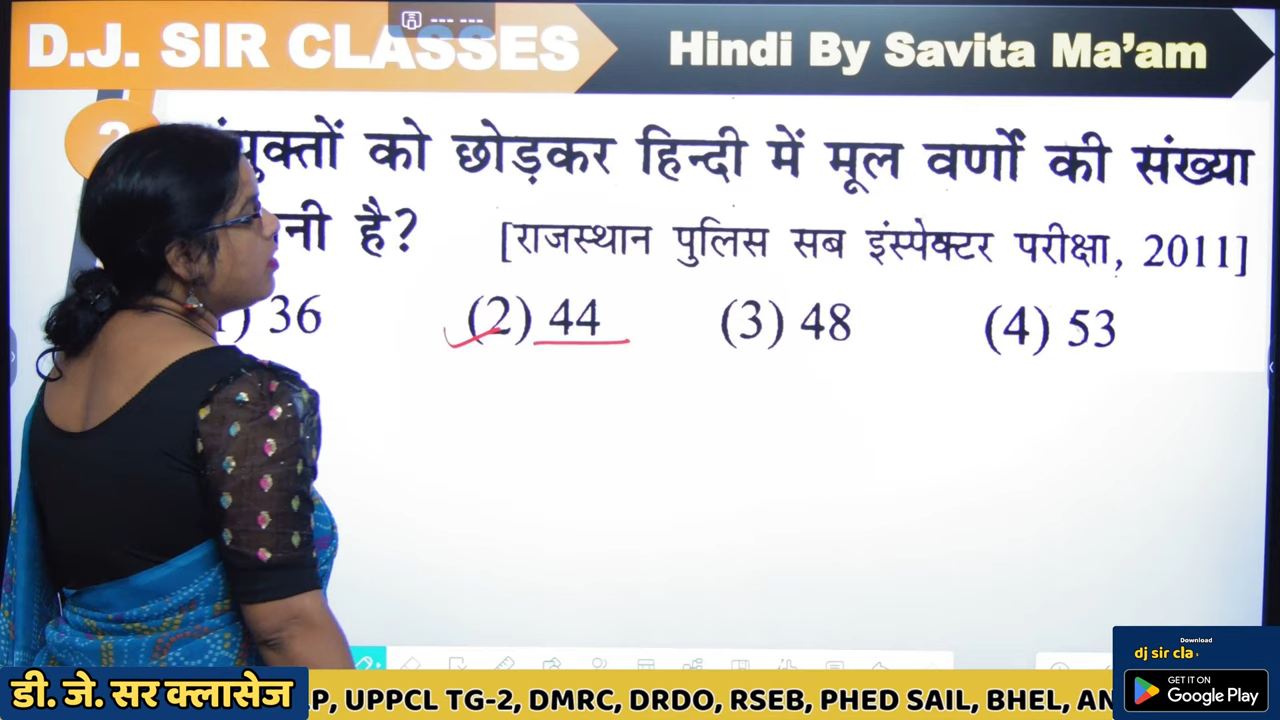 D.J. SIR CLASSES
Hindi By Savita Ma’am
को छोड़कर हिन्दी में मूल वर्णों की संख्या
है? [राजस्थान पुलिस सब इंस्पेक्टर परीक्षा, 2011]
36 (2) 44 (3) 48 (4) 53
Download
dj sir cla
GET IT ON
Google Play
डी. जे. सर क्लासेज
P, UPPCL TG-2, DMRC, DRDO, RSEB, PHED SAIL, BHEL, AN